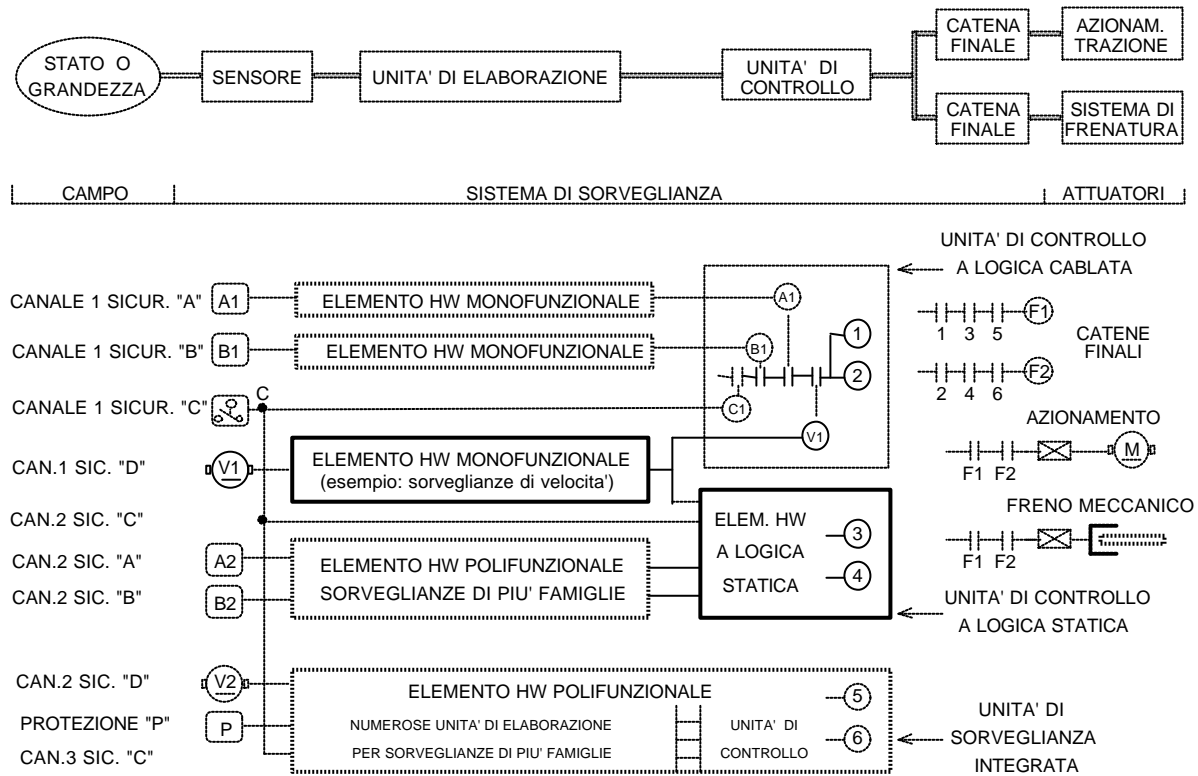 STATO O
GRANDEZZA
SENSORE
UNITA' DI ELABORAZIONE
UNITA' DI
CONTROLLO
CATENA
FINALE
AZIONAM.
TRAZIONE
CATENA
FINALE
SISTEMA DI
FRENATURA
CAMPO
SISTEMA DI SORVEGLIANZA
ATTUATORI
UNITA' DI CONTROLLO
A LOGICA CABLATA
CANALE 1 SICUR. "A"
A1
ELEMENTO HW MONOFUNZIONALE
A1
CANALE 1 SICUR. "B"
B1
ELEMENTO HW MONOFUNZIONALE
B1
1
2
F1
1 3 5
CATENE
FINALI
F2
2 4 6
CANALE 1 SICUR. "C"
C
C1
V1
CAN.1 SIC. "D"
V1
ELEMENTO HW MONOFUNZIONALE
(esempio: sorveglianze di velocita')
AZIONAMENTO
M
F1 F2
CAN.2 SIC. "C"
ELEM. HW
A LOGICA
STATICA
3
4
FRENO MECCANICO
F1 F2
CAN.2 SIC. "A"
A2
CAN.2 SIC. "B"
B2
ELEMENTO HW POLIFUNZIONALE
SORVEGLIANZE DI PIU' FAMIGLIE
UNITA' DI CONTROLLO
A LOGICA STATICA
CAN.2 SIC. "D"
V2
PROTEZIONE "P"
P
CAN.3 SIC. "C"
ELEMENTO HW POLIFUNZIONALE
NUMEROSE UNITA' DI ELABORAZIONE
PER SORVEGLIANZE DI PIU' FAMIGLIE
UNITA' DI
CONTROLLO
5
6
UNITA' DI
SORVEGLIANZA
INTEGRATA